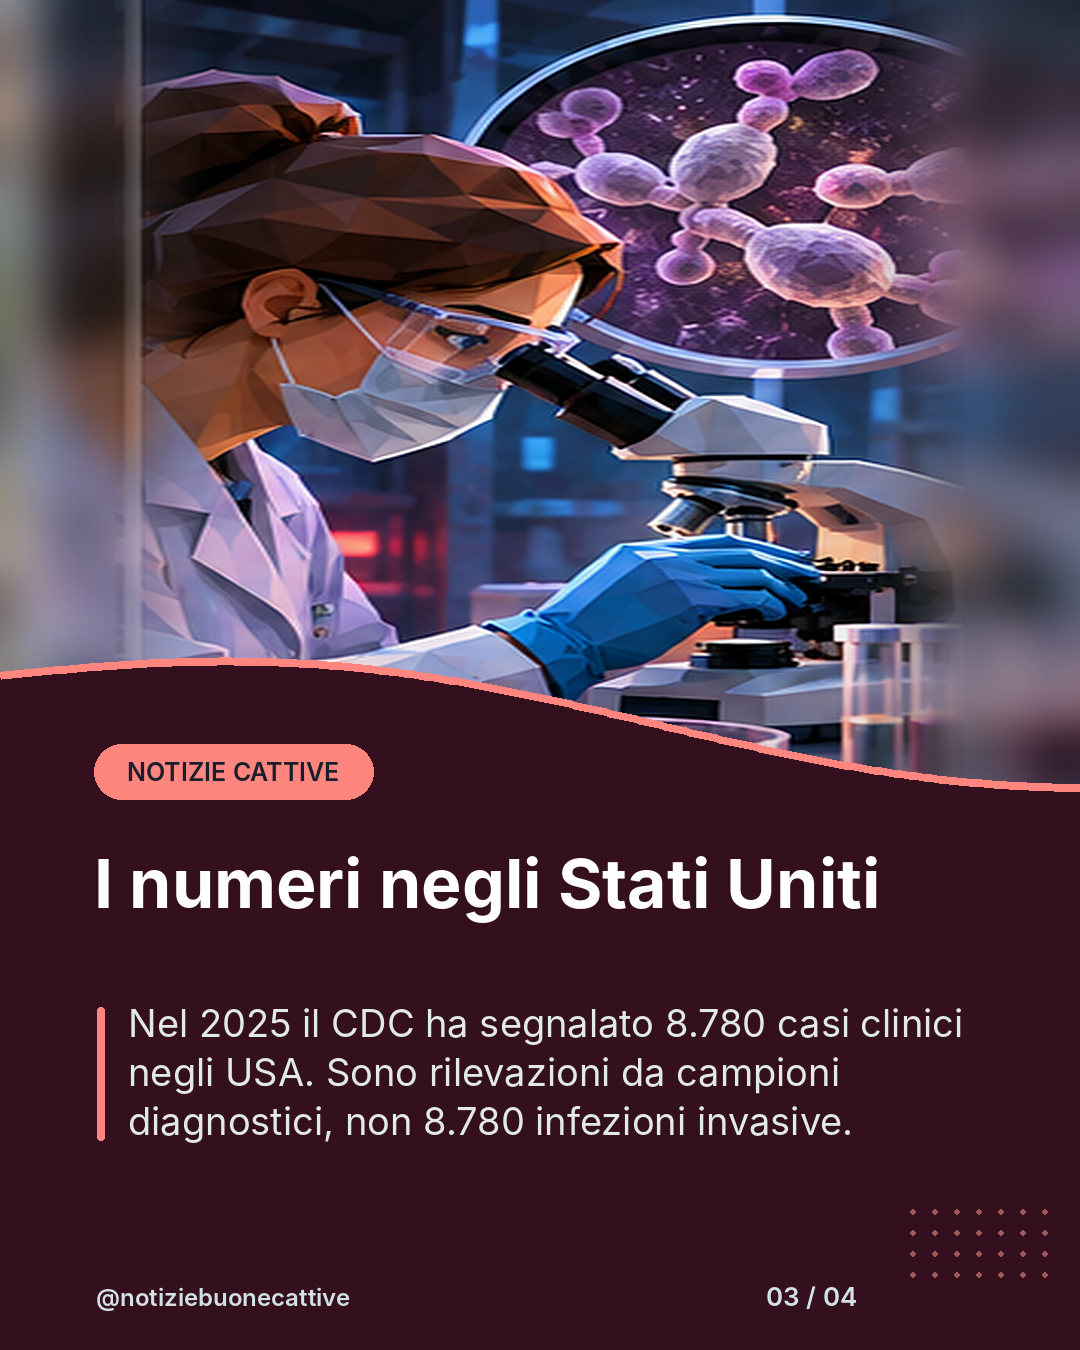 NOTIZIE CATTIVE
I numeri negli Stati Uniti
Nel 2025 il CDC ha segnalato 8.780 casi clinici
negli USA. Sono rilevazioni da campioni
diagnostici, non 8.780 infezioni invasive.
@notiziebuonecattive
03 / 04